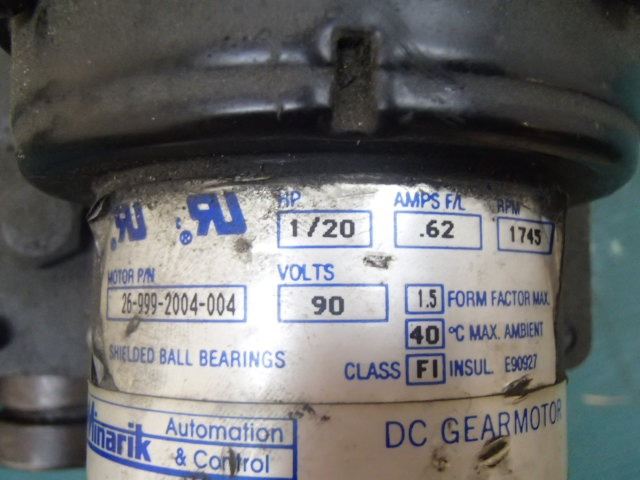 HP AMPS F/L RPM
1/20 .62 1745
MOTOR P/N VOLTS
26-999-2004-004 90 1.5 FORM FACTOR MAX.
40 °C MAX. AMBIENT
SHIELDED BALL BEARINGS CLASS F1 INSUL. E90927
Minarik Automation & Control
DC GEARMOTOR